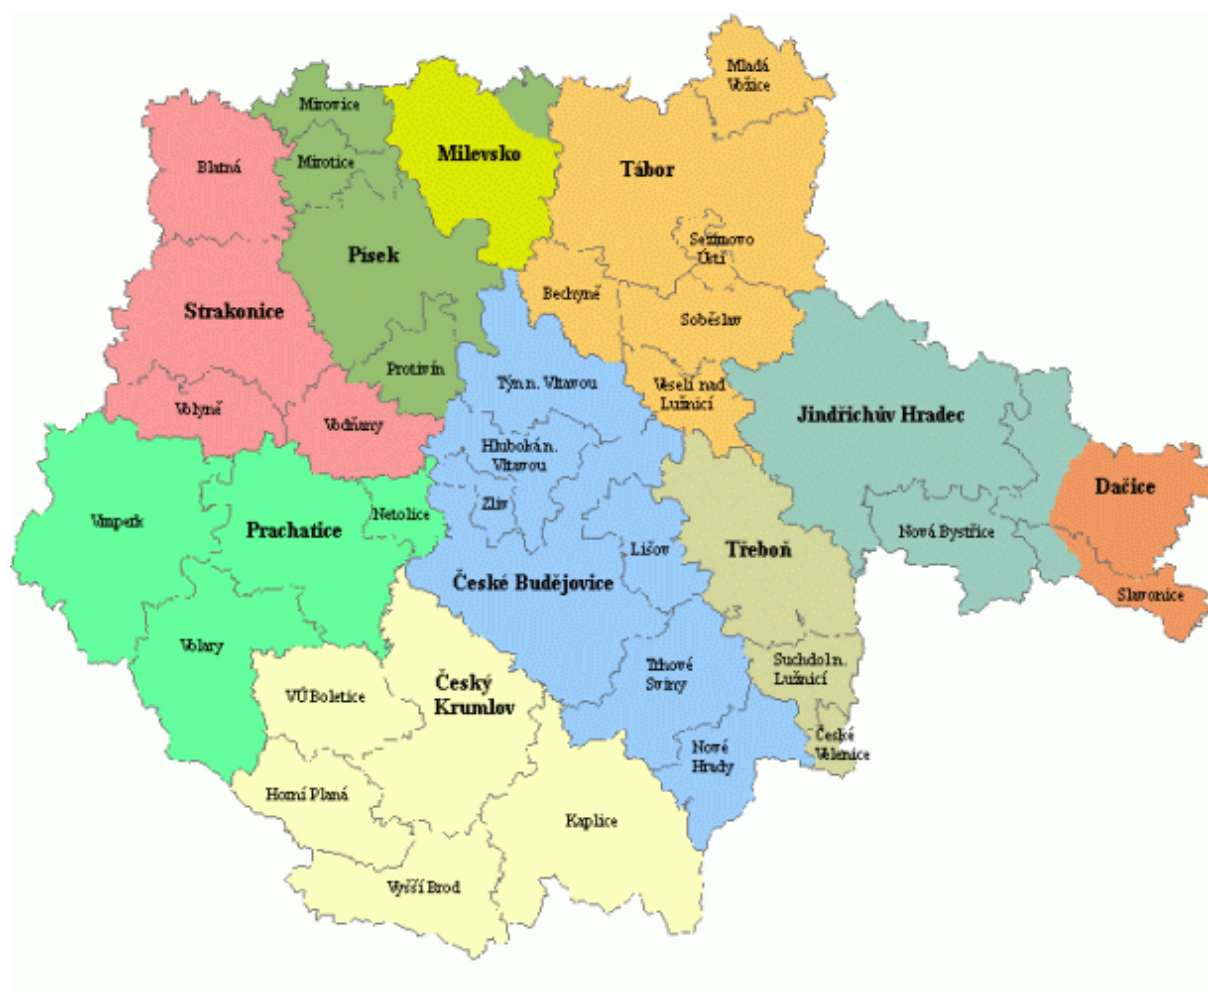 Mladá
Vožice
Mirovice
Milevsko
Mirotice
Blatná
Tábor
Sezimovo
Ústí
Písek
Bechyně
Strakonice
Soběslav
Protivín
Týn n. Vltavou
Veselí nad
Lužnicí
Volyně
Vodňany
Jindřichův Hradec
Hluboká n.
Vltavou
Dačice
Zliv
Netolice
Vimperk
Prachatice
Nová Bystřice
Třeboň
Lišov
České Budějovice
Slavonice
Volary
Trhové
Sviny
Suchdol n.
Lužnicí
Český
Krumlov
VÚ Boletice
České
Velenice
Nové
Hrady
Horní Planá
Kaplice
Vyšší Brod